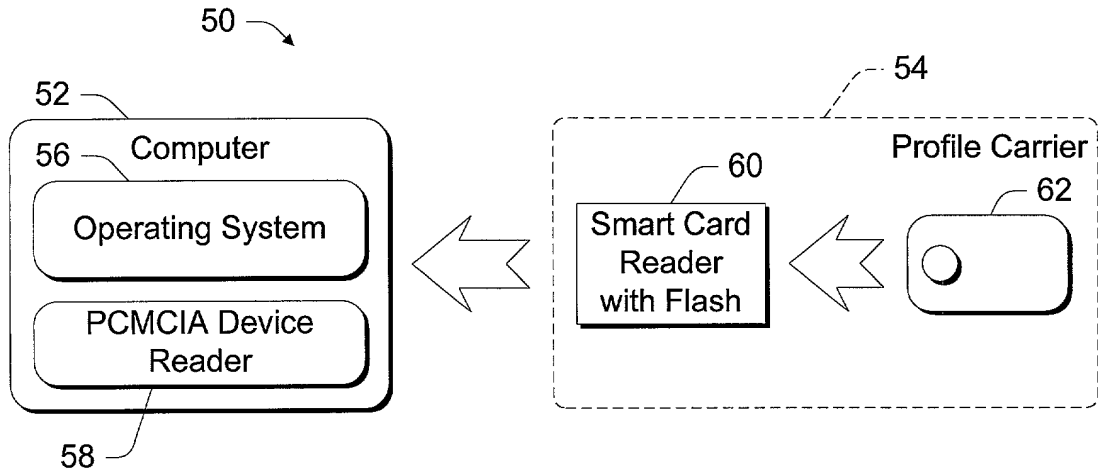 50
52
54
Computer
Profile Carrier
56
60
62
Operating System
Smart Card
Reader
with Flash
PCMCIA Device
Reader
58